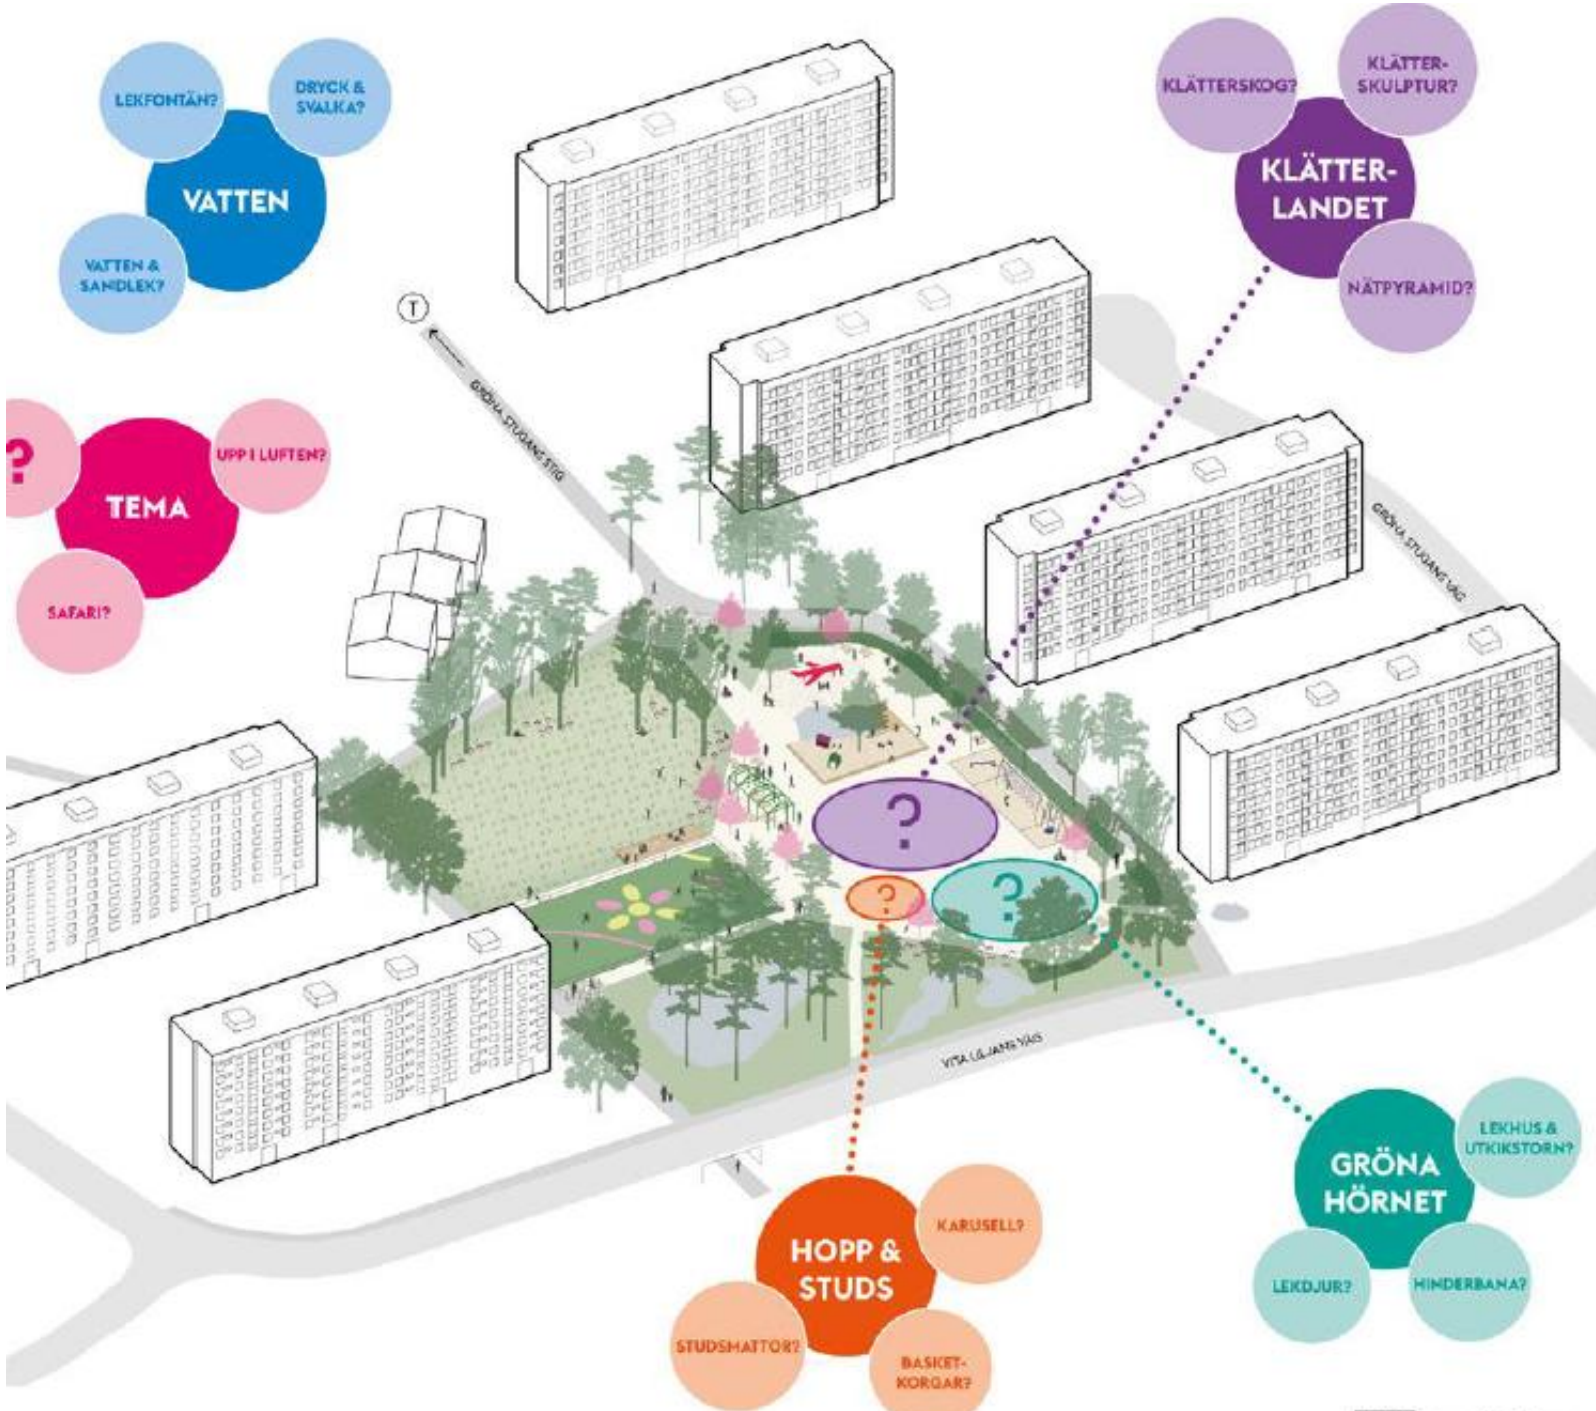 LEKFONTÄN?
DRYCK &
SVALKA?
VATTEN
VATTEN &
SANDLEK?
KLÄTTERSKOG?
KLÄTTER-
SKULPTUR?
KLÄTTER-
LANDET
NÄTPYRAMID?
T
GRÖNA STUGANS STIG
?
UPP I LUFTEN?
TEMA
SAFARI?
GRÖNA STUGANS VÄG
?
?
?
VITA LILJANS VÄG
LEKHUS &
UTKIKSTORN?
GRÖNA
HÖRNET
LEKDJUR?
HINDERBANA?
KARUSELL?
HOPP &
STUDS
STUDSMATTOR?
BASKET-
KORGAR?